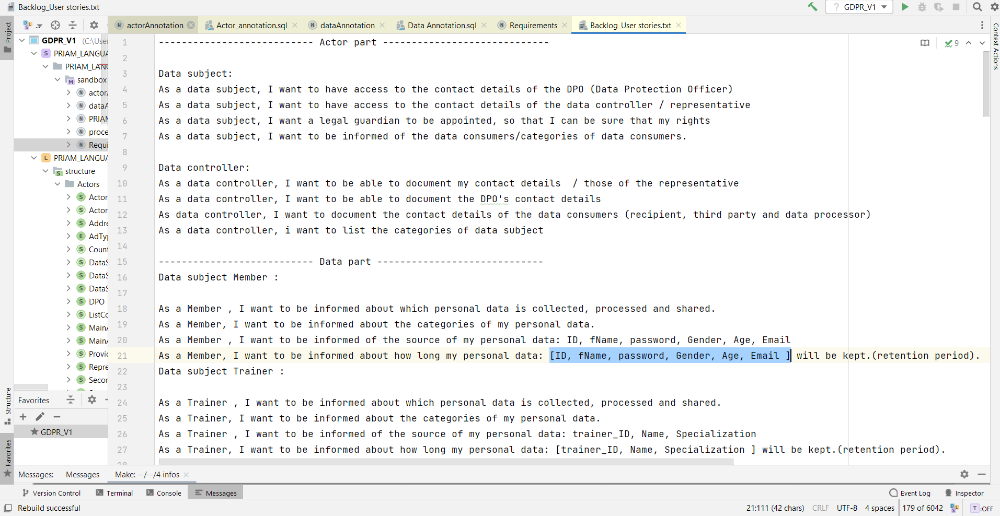 Backlog_User stories.txt
GDPR_V1
actorAnnotation
Actor_annotation.sql
dataAnnotation
Data Annotation.sql
Requirements
Backlog_User stories.txt
Project
GDPR_V1 (C:\Use
PRIAM_LANGUA
PRIAM_LANG
sandbox
actor
data
PRIAM
proce
Requi
PRIAM_LANGUA
structure
Actors
Actor
Actor
Addre
AdTy
Count
DataS
DataS
DataS
DPO
ListCo
Main
Main
Provi
Repre
Secor
Favorites
GDPR_V1
Structure
Favorites
Context Actions
9
1 --------------------------- Actor part -----------------------------
2
3 Data subject:
4 As a data subject, I want to have access to the contact details of the DPO (Data Protection Officer)
5 As a data subject, I want to have access to the contact details of the data controller / representative
6 As a data subject, I want a legal guardian to be appointed, so that I can be sure that my rights
7 As a data subject, I want to be informed of the data consumers/categories of data consumers.
8
9 Data controller:
10 As a data controller, I want to be able to document my contact details  / those of the representative
11 As a data controller, I want to be able to document the DPO's contact details
12 As data controller, I want to document the contact details of the data consumers (recipient, third party and data processor)
13 As a data controller, i want to list the categories of data subject
14
15 --------------------------- Data part -----------------------------
16 Data subject Member :
17
18 As a Member , I want to be informed about which personal data is collected, processed and shared.
19 As a Member, I want to be informed about the categories of my personal data.
20 As a Member , I want to be informed of the source of my personal data: ID, fName, password, Gender, Age, Email
21 As a Member, I want to be informed about how long my personal data: [ID, fName, password, Gender, Age, Email ] will be kept.(retention period).
22 Data subject Trainer :
23
24 As a Trainer , I want to be informed about which personal data is collected, processed and shared.
25 As a Trainer, I want to be informed about the categories of my personal data.
26 As a Trainer , I want to be informed of the source of my personal data: trainer_ID, Name, Specialization
27 As a Trainer, I want to be informed about how long my personal data: [trainer_ID, Name, Specialization ] will be kept.(retention period).
28
Messages: Messages Make: --/--/4 infos
Version Control Terminal Console Messages Event Log Inspector
Rebuild successful 21:111 (42 chars) CRLF UTF-8 4 spaces 179 of 6042 T :OFF